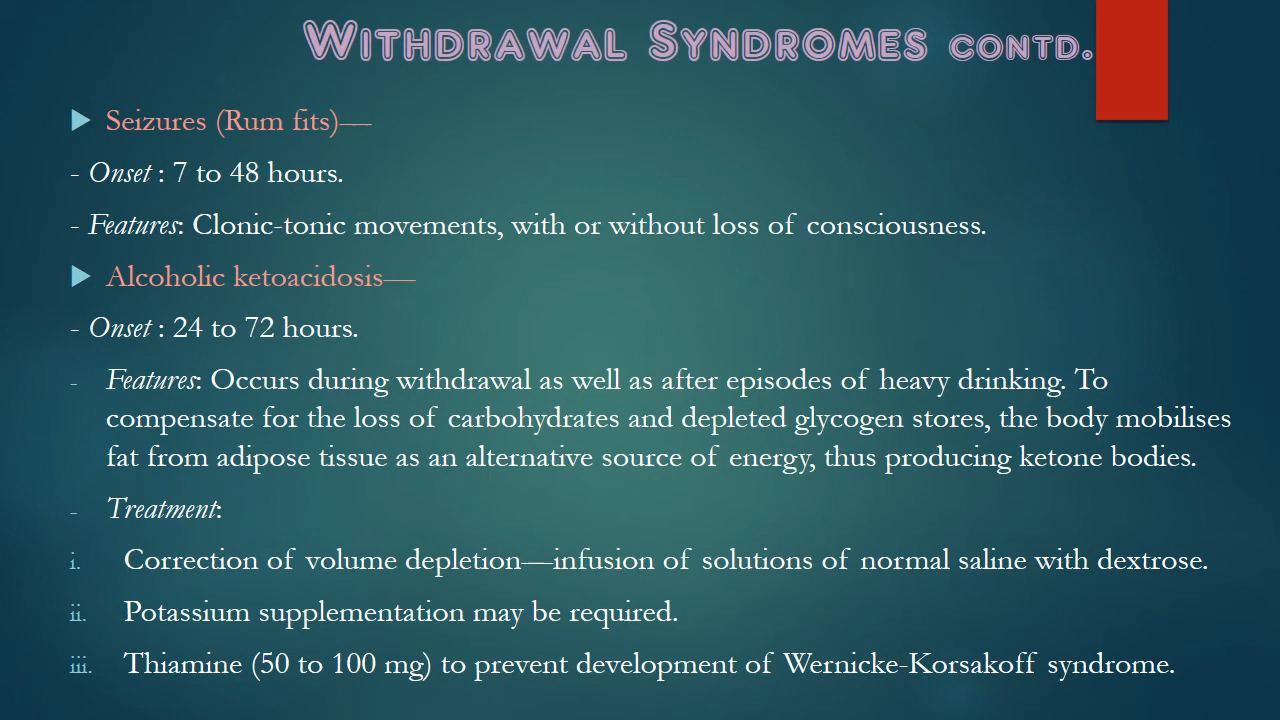 Withdrawal Syndromes contd.
▶ Seizures (Rum fits)—
- Onset : 7 to 48 hours.
- Features: Clonic-tonic movements, with or without loss of consciousness.
▶ Alcoholic ketoacidosis—
- Onset : 24 to 72 hours.
- Features: Occurs during withdrawal as well as after episodes of heavy drinking. To
compensate for the loss of carbohydrates and depleted glycogen stores, the body mobilises
fat from adipose tissue as an alternative source of energy, thus producing ketone bodies.
- Treatment:
i. Correction of volume depletion—infusion of solutions of normal saline with dextrose.
ii. Potassium supplementation may be required.
iii. Thiamine (50 to 100 mg) to prevent development of Wernicke-Korsakoff syndrome.